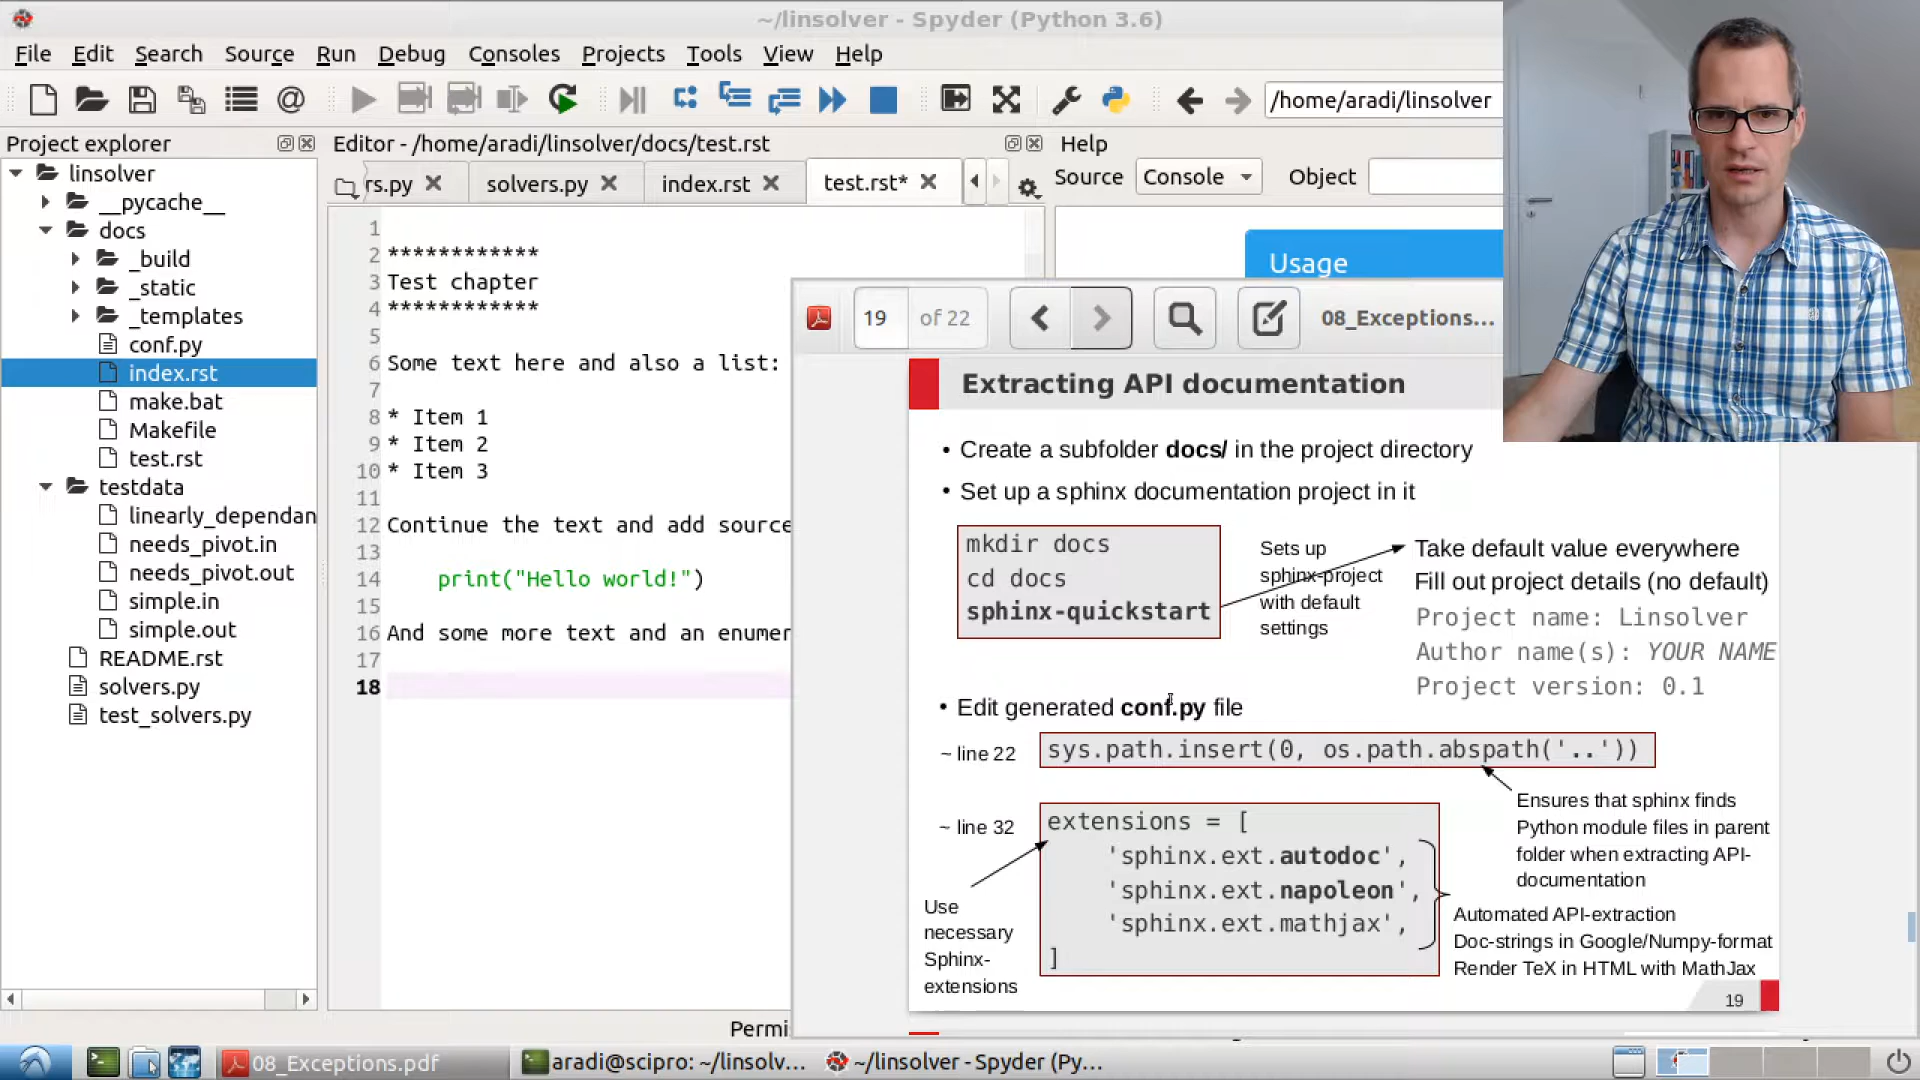 ~/linsolver - Spyder (Python 3.6)
File Edit Search Source Run Debug Consoles Projects Tools View Help
/home/aradi/linsolver
Project explorer
linsolver
__pycache__
docs
_build
_static
_templates
conf.py
index.rst
make.bat
Makefile
test.rst
testdata
linearly_dependan
needs_pivot.in
needs_pivot.out
simple.in
simple.out
README.rst
solvers.py
test_solvers.py
Editor - /home/aradi/linsolver/docs/test.rst
rs.py solvers.py index.rst test.rst*
1
2 ************
3 Test chapter
4 ************
5
6 Some text here and also a list:
7
8 * Item 1
9 * Item 2
10 * Item 3
11
12 Continue the text and add source
13
14 print("Hello world!")
15
16 And some more text and an enumer
17
18
Permi
Help
Source Console Object
Usage
19 of 22 08_Exceptions...
Extracting API documentation
• Create a subfolder docs/ in the project directory
• Set up a sphinx documentation project in it
mkdir docs
cd docs
sphinx-quickstart
Sets up
sphinx-project
with default
settings
Take default value everywhere
Fill out project details (no default)
Project name: Linsolver
Author name(s): YOUR NAME
Project version: 0.1
• Edit generated conf.py file
~ line 22 sys.path.insert(0, os.path.abspath('..'))
Ensures that sphinx finds
Python module files in parent
folder when extracting API-
documentation
~ line 32
extensions = [
'sphinx.ext.autodoc',
'sphinx.ext.napoleon',
'sphinx.ext.mathjax',
]
Use
necessary
Sphinx-
extensions
Automated API-extraction
Doc-strings in Google/Numpy-format
Render TeX in HTML with MathJax
19
08_Exceptions.pdf
aradi@scipro: ~/linsolv...
~/linsolver - Spyder (Py...